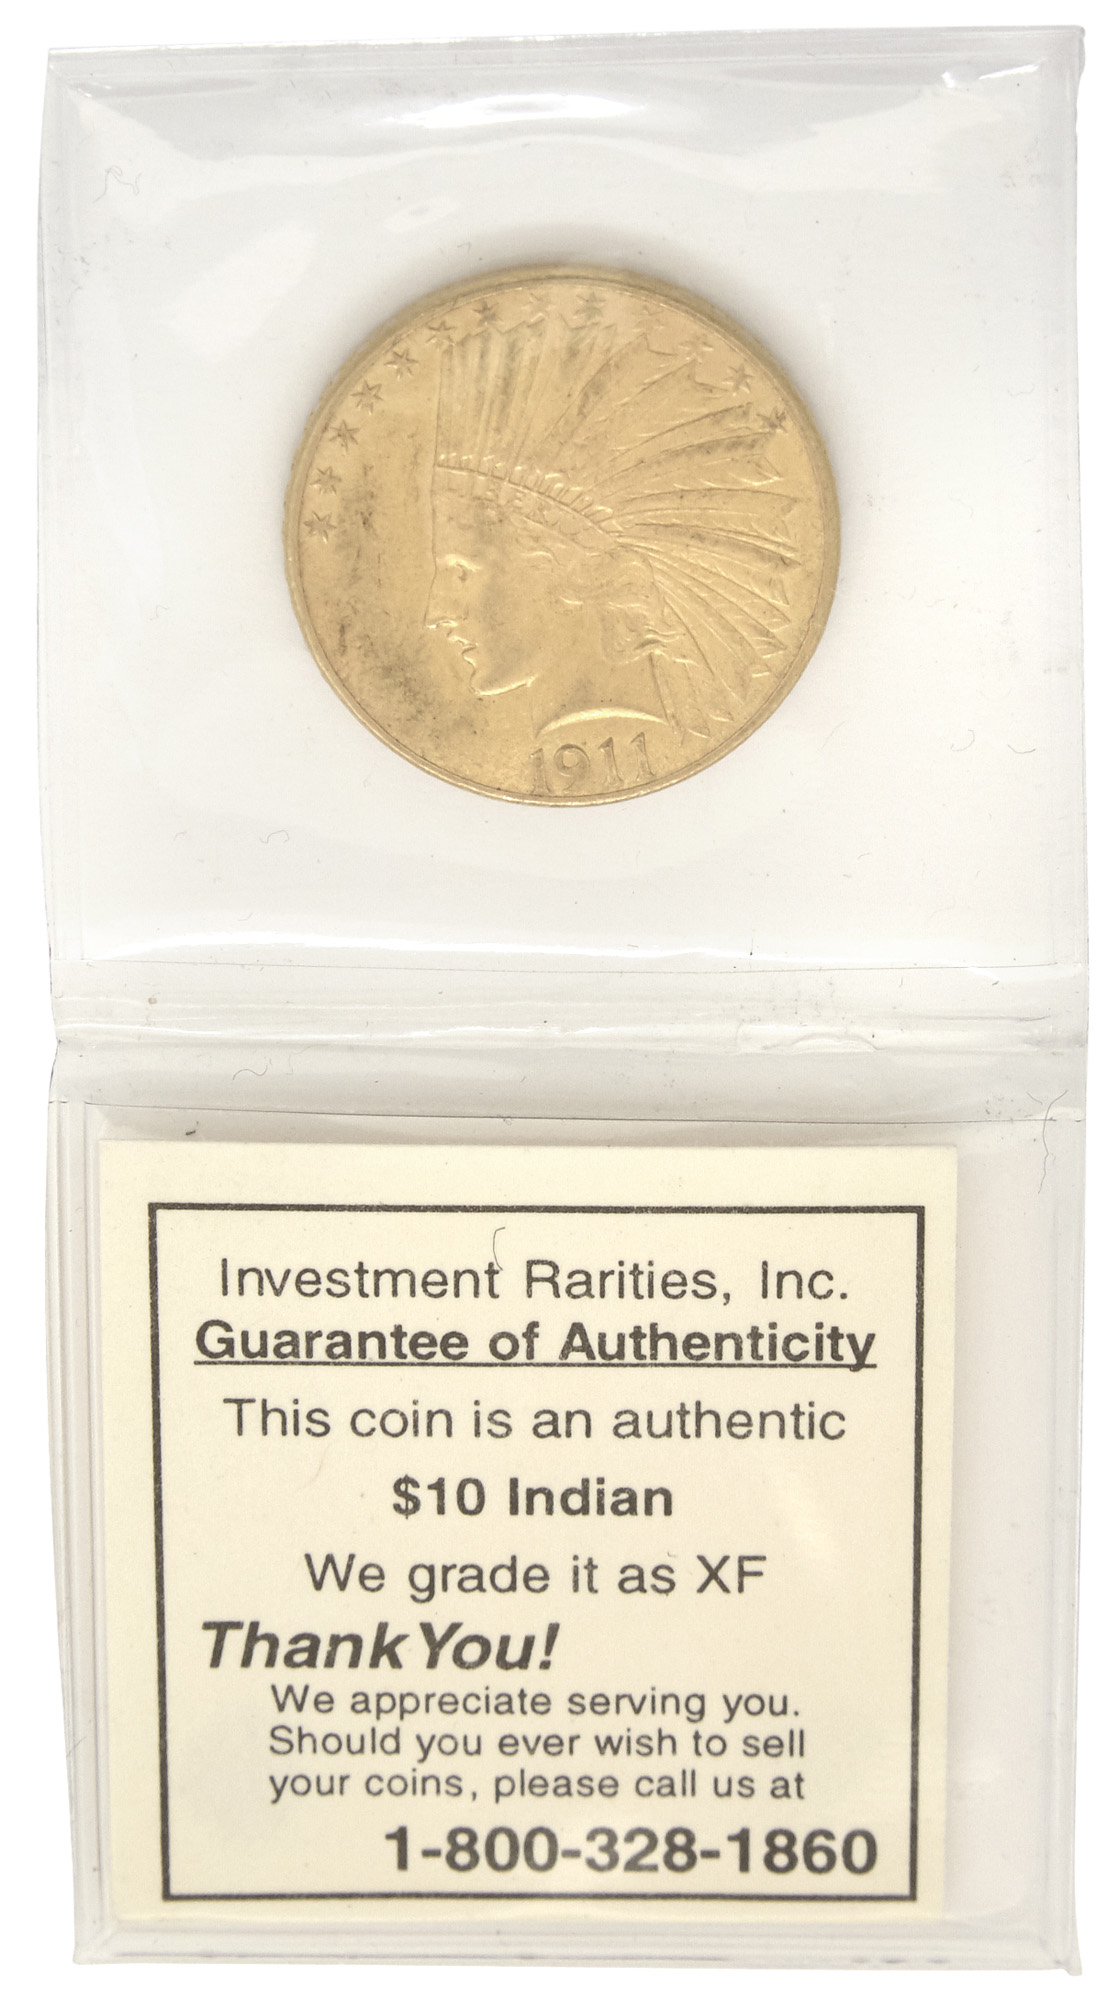 LIBERTY
1911
Investment Rarities, Inc.
Guarantee of Authenticity
This coin is an authentic
$10 Indian
We grade it as XF
Thank You!
We appreciate serving you.
Should you ever wish to sell
your coins, please call us at
1-800-328-1860